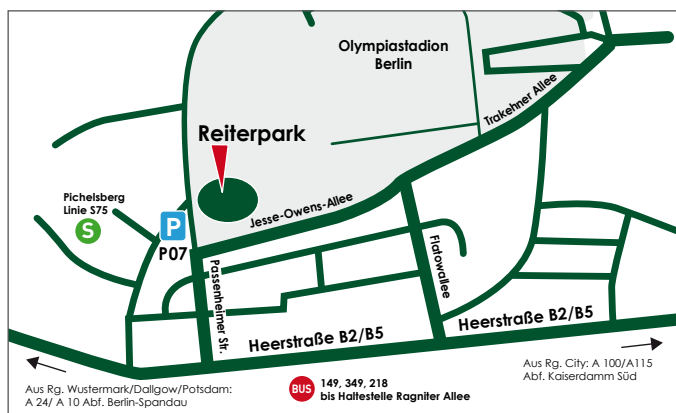 Olympiastadion
Berlin
Trakehner Allee
Reiterpark
Pichelsberg
Linie S75
S
P
P07
Jesse-Owens-Allee
Passenheimer Str.
Flatowallee
Heerstraße B2/B5
Heerstraße B2/B5
Aus Rg. Wustermark/Dallgow/Potsdam:
A 24/ A 10 Abf. Berlin-Spandau
BUS
149, 349, 218
bis Haltestelle Ragniter Allee
Aus Rg. City: A 100/A115
Abf. Kaiserdamm Süd